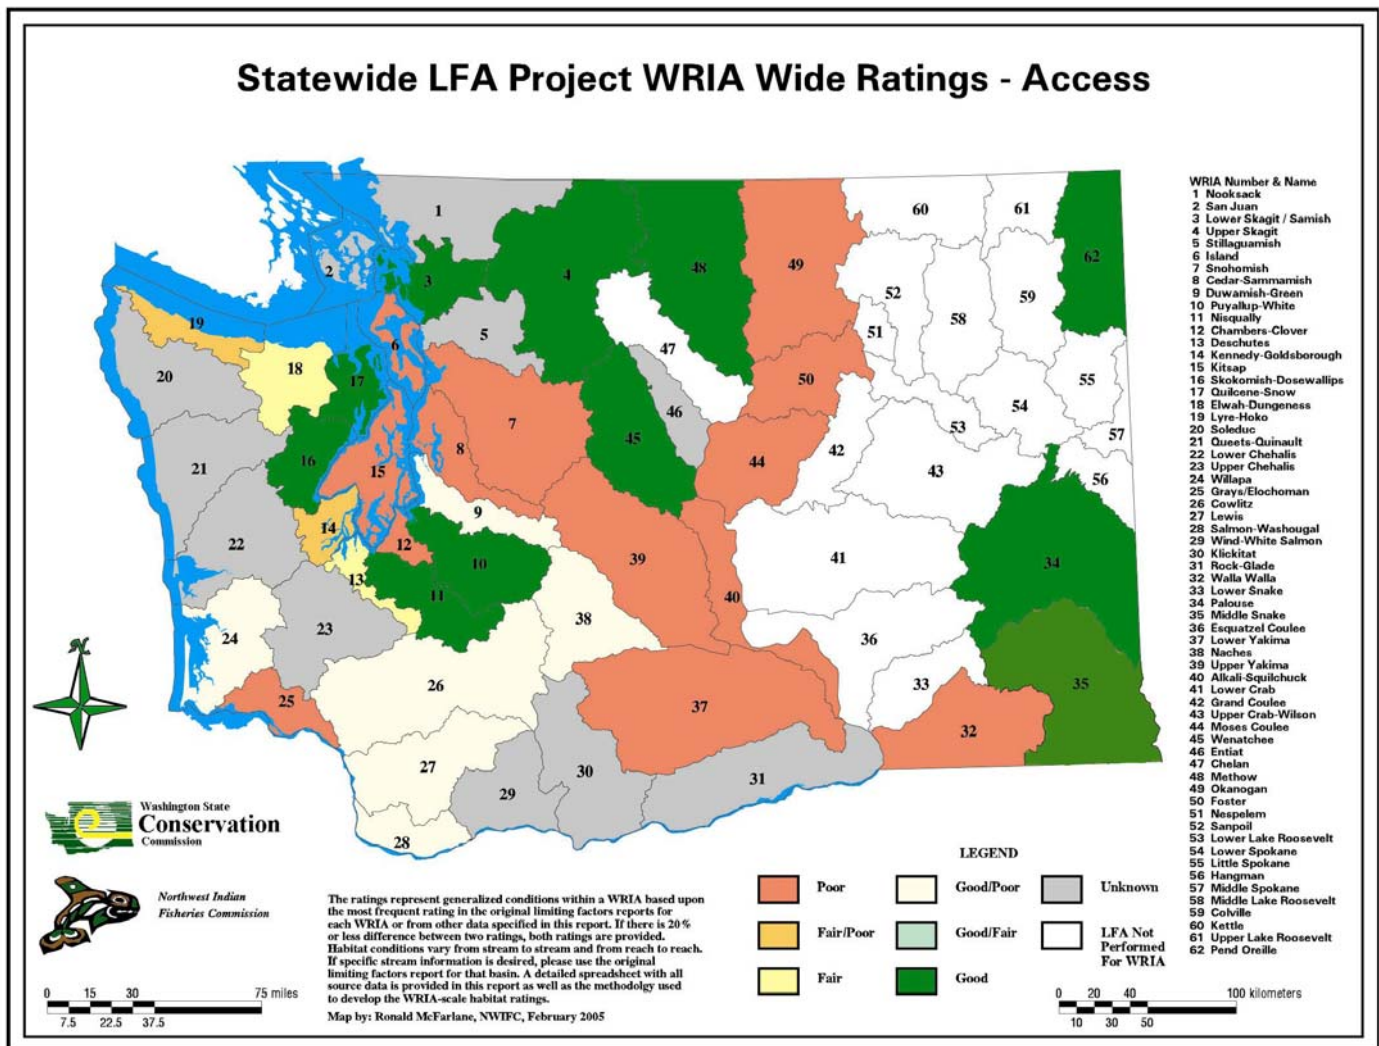 Statewide LFA Project WRIA Wide Ratings - Access
WRIA Number & Name
1 Nooksack
2 San Juan
3 Lower Skagit / Samish
4 Upper Skagit
5 Stillaguamish
6 Island
7 Snohomish
8 Cedar-Sammamish
9 Duwamish-Green
10 Puyallup-White
11 Nisqually
12 Chambers-Clover
13 Deschutes
14 Kennedy-Goldsborough
15 Kitsap
16 Skokomish-Dosewallips
17 Quilcene-Snow
18 Elwah-Dungeness
19 Lyre-Hoko
20 Soleduc
21 Queets-Quinault
22 Lower Chehalis
23 Upper Chehalis
24 Willapa
25 Grays/Elochoman
26 Cowlitz
27 Lewis
28 Salmon-Washougal
29 Wind-White Salmon
30 Klickitat
31 Rock-Glade
32 Walla Walla
33 Lower Snake
34 Palouse
35 Middle Snake
36 Esquatzel Coulee
37 Lower Yakima
38 Naches
39 Upper Yakima
40 Alkali-Squilchuck
41 Lower Crab
42 Grand Coulee
43 Upper Crab-Wilson
44 Moses Coulee
45 Wenatchee
46 Entiat
47 Chelan
48 Methow
49 Okanogan
50 Foster
51 Nespelem
52 Sanpoil
53 Lower Lake Roosevelt
54 Lower Spokane
55 Little Spokane
56 Hangman
57 Middle Spokane
58 Middle Lake Roosevelt
59 Colville
60 Kettle
61 Upper Lake Roosevelt
62 Pend Oreille
1
2
3
4
5
6
7
8
9
10
11
12
13
14
15
16
17
18
19
20
21
22
23
24
25
26
27
28
29
30
31
32
33
34
35
36
37
38
39
40
41
42
43
44
45
46
47
48
49
50
51
52
53
54
55
56
57
58
59
60
61
62
N
Washington State
Conservation
Commission
Northwest Indian
Fisheries Commission
The ratings represent generalized conditions within a WRIA based upon
the most frequent rating in the original limiting factors reports for
each WRIA or from other data specified in this report. If there is 20%
or less difference between two ratings, both ratings are provided.
Habitat conditions vary from stream to stream and from reach to reach.
If specific stream information is desired, please use the original
limiting factors report for that basin. A detailed spreadsheet with all
source data is provided in this report as well as the methodolgy used
to develop the WRIA-scale habitat ratings.
Map by: Ronald McFarlane, NWIFC, February 2005
LEGEND
Poor
Fair/Poor
Fair
Good/Poor
Good/Fair
Good
Unknown
LFA Not
Performed
For WRIA
0 15 30 75 miles
7.5 22.5 37.5
0 20 40 100 kilometers
10 30 50